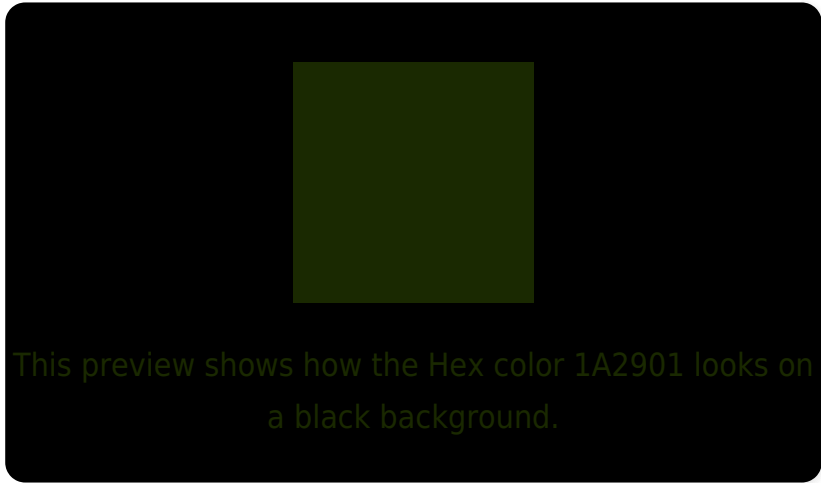 This preview shows how the Hex color 1A2901 looks on
a black background.